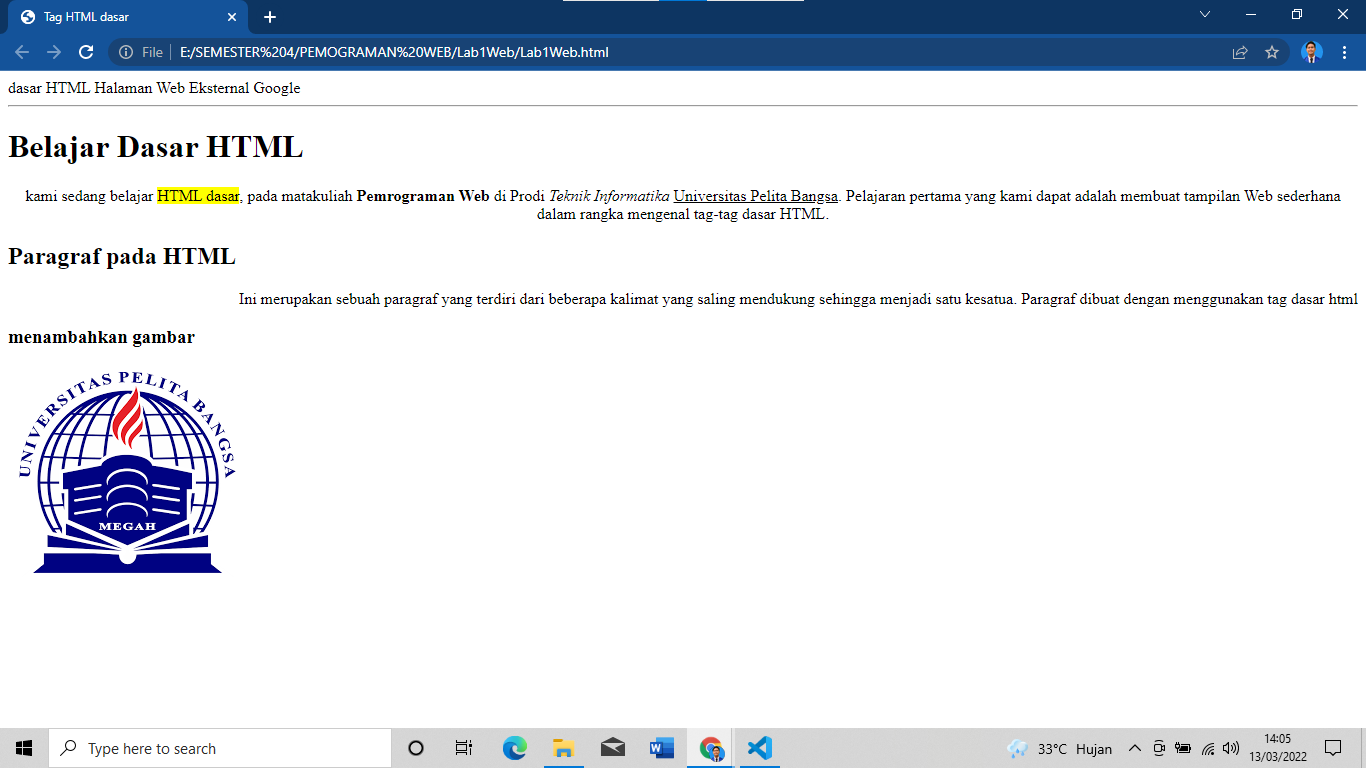 Tag HTML dasar
File E:/SEMESTER%204/PEMOGRAMAN%20WEB/Lab1Web/Lab1Web.html
dasar HTML Halaman Web Eksternal Google
Belajar Dasar HTML
kami sedang belajar HTML dasar, pada matakuliah Pemrograman Web di Prodi Teknik Informatika Universitas Pelita Bangsa. Pelajaran pertama yang kami dapat adalah membuat tampilan Web sederhana
dalam rangka mengenal tag-tag dasar HTML.
Paragraf pada HTML
Ini merupakan sebuah paragraf yang terdiri dari beberapa kalimat yang saling mendukung sehingga menjadi satu kesatua. Paragraf dibuat dengan menggunakan tag dasar html
menambahkan gambar
UNIVERSITAS PELITA BANGSA
MEGAH
Type here to search
33°C Hujan
14:05
13/03/2022